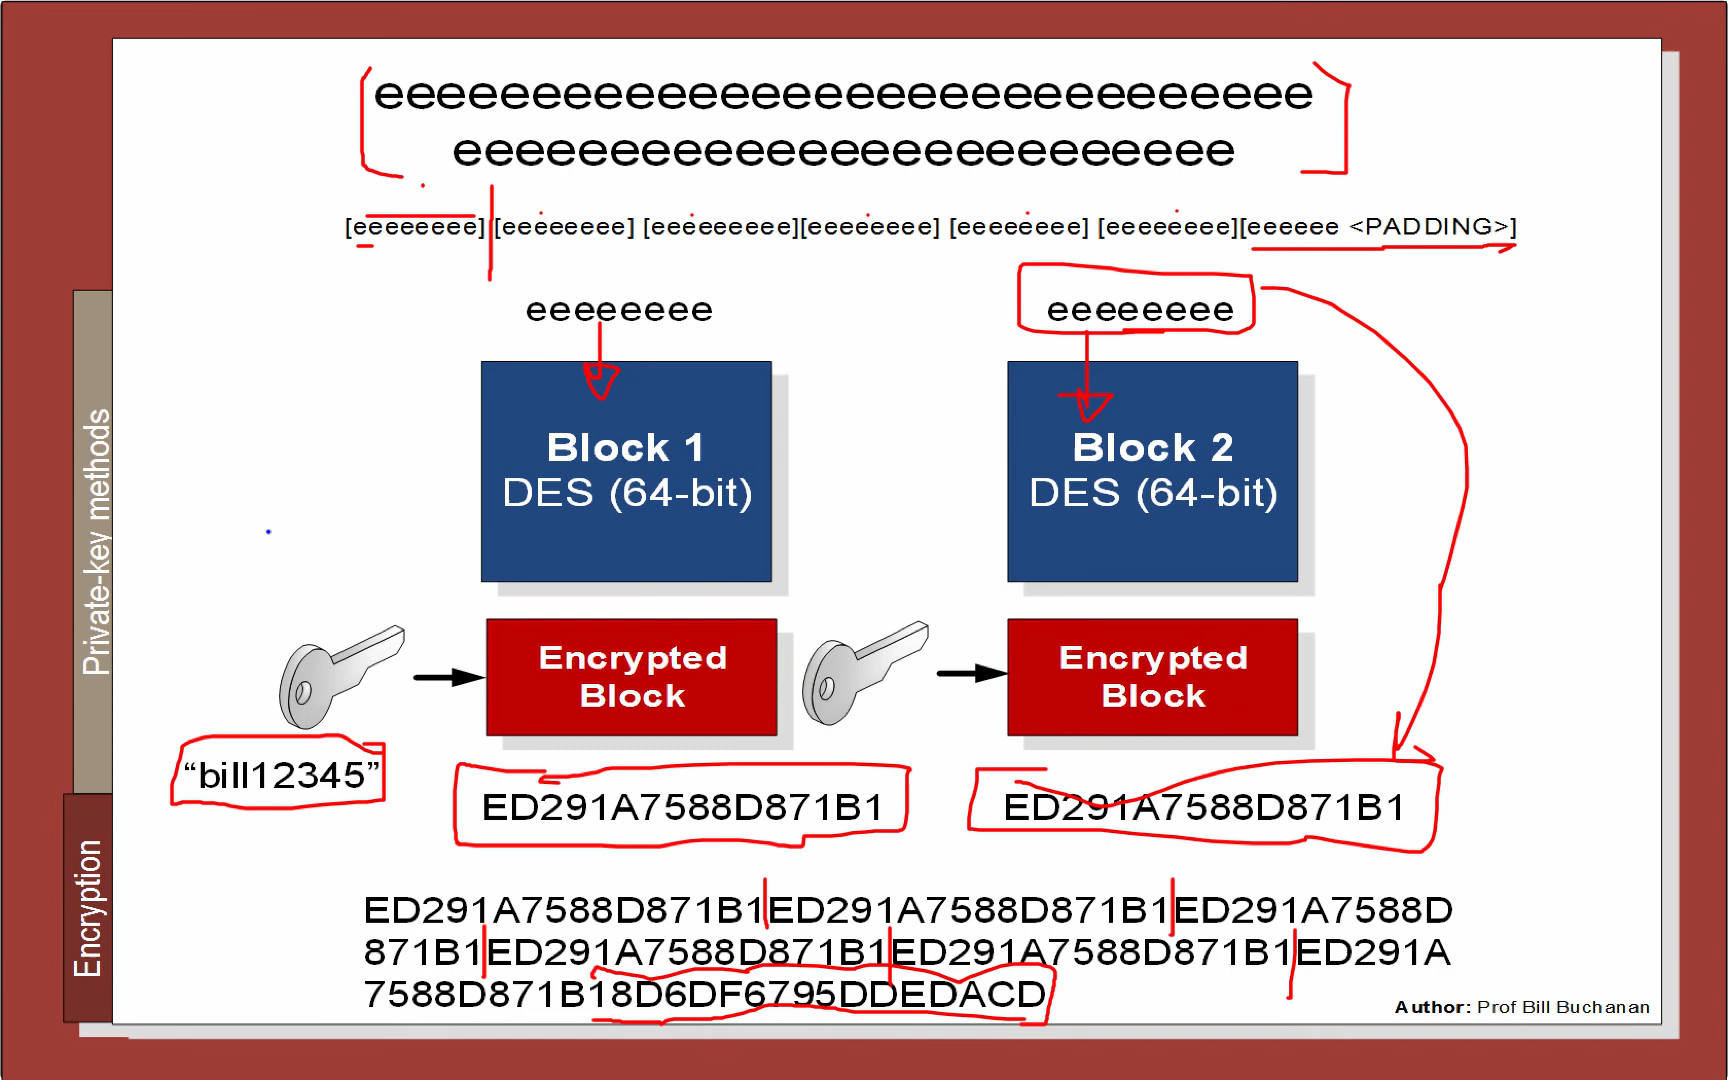 eeeeeeeeeeeeeeeeeeeeeeeeeeeeee
eeeeeeeeeeeeeeeeeeeeeeeee
[eeeeeeee] [eeeeeeee] [eeeeeeeee][eeeeeeee] [eeeeeeee] [eeeeeeee][eeeeee <PADDING>]
eeeeeeee
eeeeeeee
Block 1
DES (64-bit)
Block 2
DES (64-bit)
Encrypted
Block
Encrypted
Block
“bill12345”
ED291A7588D871B1
ED291A7588D871B1
ED291A7588D871B1ED291A7588D871B1ED291A7588D
871B1ED291A7588D871B1ED291A7588D871B1ED291A
7588D871B18D6DF6795DDEDACD
Author: Prof Bill Buchanan
Private-key methods
Encryption